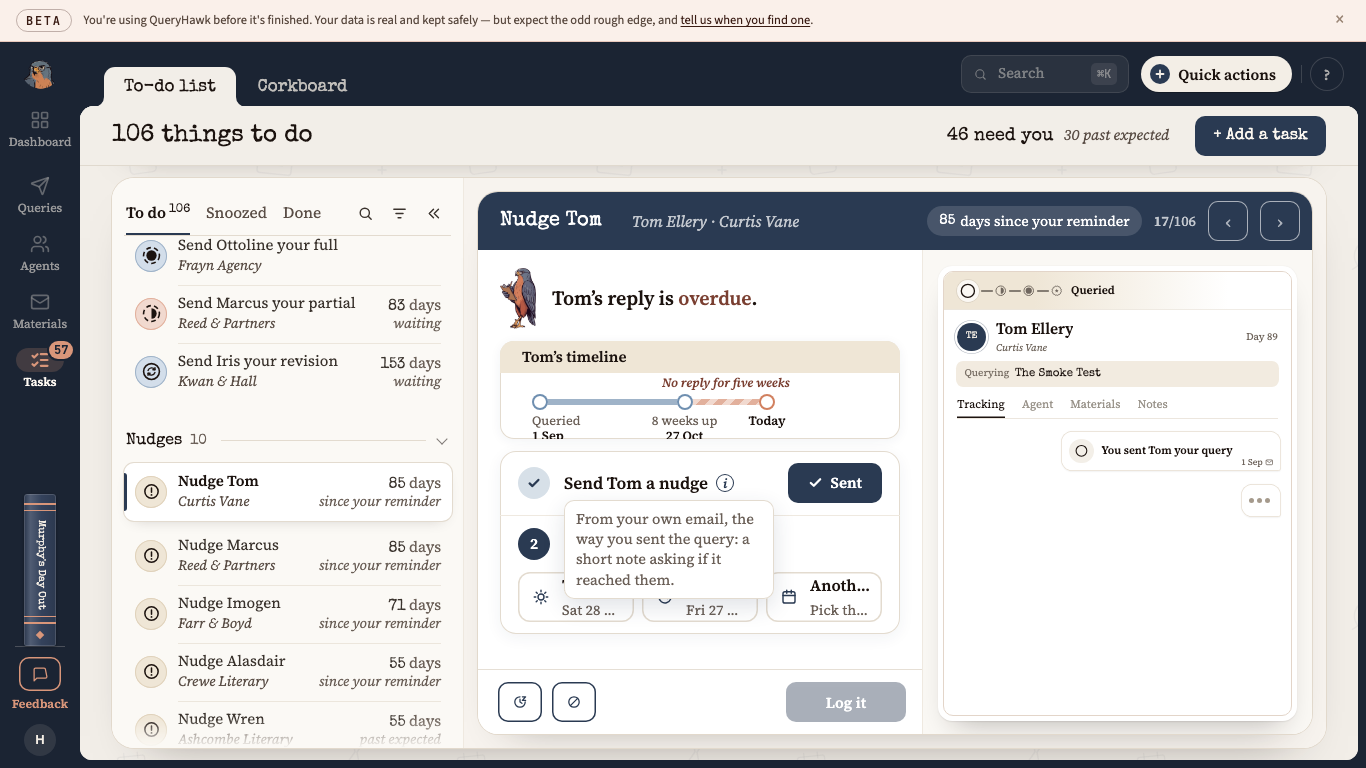 BETA
You're using QueryHawk before it's finished. Your data is real and kept safely — but expect the odd rough edge, and tell us when you find one.
×
To-do list
Corkboard
Search
⌘K
+
Quick actions
?
Dashboard
Queries
Agents
Materials
57
Tasks
Murphy's Day Out
Feedback
H
106 things to do
46 need you
30 past expected
+ Add a task
To do 106
Snoozed
Done
Send Ottoline your full
Frayn Agency
Send Marcus your partial
83 days
Reed & Partners
waiting
Send Iris your revision
153 days
Kwan & Hall
waiting
Nudges 10
Nudge Tom
85 days
Curtis Vane
since your reminder
Nudge Marcus
85 days
Reed & Partners
since your reminder
Nudge Imogen
71 days
Farr & Boyd
since your reminder
Nudge Alasdair
55 days
Crewe Literary
since your reminder
Nudge Wren
55 days
Ashcombe Literary
past expected
Nudge Tom
Tom Ellery · Curtis Vane
85 days since your reminder
17/106
‹
›
Tom's reply is overdue.
Tom's timeline
No reply for five weeks
Queried
8 weeks up
Today
1 Sep
27 Oct
Send Tom a nudge
i
Sent
From your own email, the
way you sent the query: a
short note asking if it
reached them.
2
Sat 28 ...
Fri 27 ...
Anoth...
Pick th...
Log it
Queried
TE
Tom Ellery
Curtis Vane
Day 89
Querying The Smoke Test
Tracking
Agent
Materials
Notes
You sent Tom your query
1 Sep